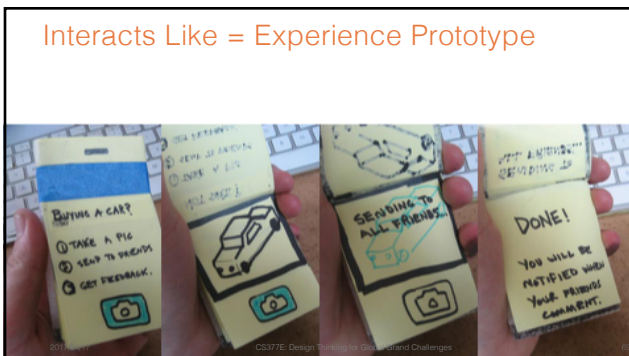 Interacts Like = Experience Prototype
BUYING A CAR?
① TAKE A PIC
② SEND TO FRIENDS
③ GET FEEDBACK.
SENDING TO
ALL FRIENDS...
DONE!
YOU WILL BE
NOTIFIED WHEN
YOUR FRIENDS
COMMENT.
CS377E: Design Thinking for Global Grand Challenges